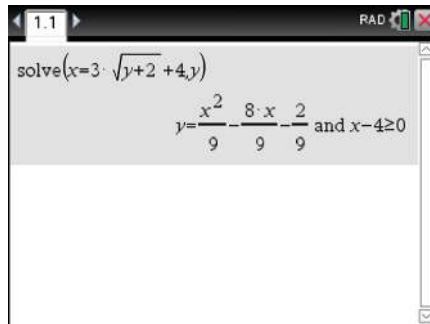 1.1 RAD
solve(x=3·√(y+2)+4,y)
y=x²/9-8·x/9-2/9 and x-4≥0